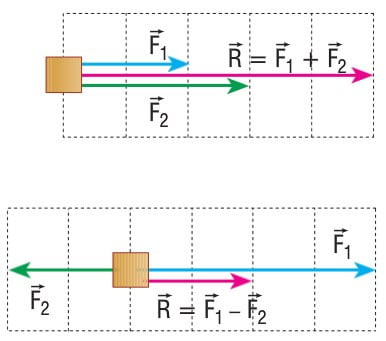 F⃗₁
R⃗ = F⃗₁ + F⃗₂
F⃗₂
F⃗₁
F⃗₂
R⃗ = F⃗₁ – F⃗₂